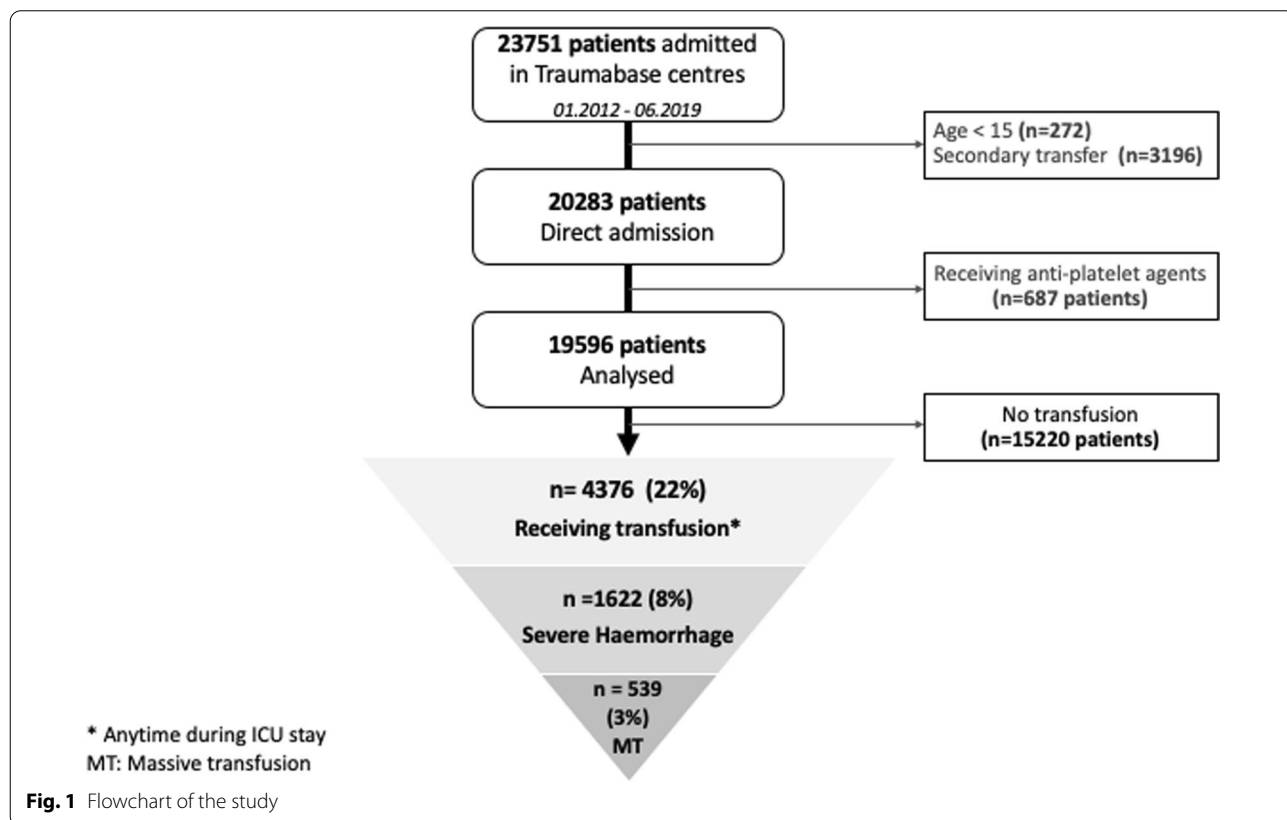 23751 patients admitted
in Traumabase centres
01.2012 - 06.2019
Age < 15 (n=272)
Secondary transfer (n=3196)
20283 patients
Direct admission
Receiving anti-platelet agents
(n=687 patients)
19596 patients
Analysed
No transfusion
(n=15220 patients)
n= 4376 (22%)
Receiving transfusion*
n =1622 (8%)
Severe Haemorrhage
n = 539
(3%)
MT
* Anytime during ICU stay
MT: Massive transfusion
Fig. 1 Flowchart of the study